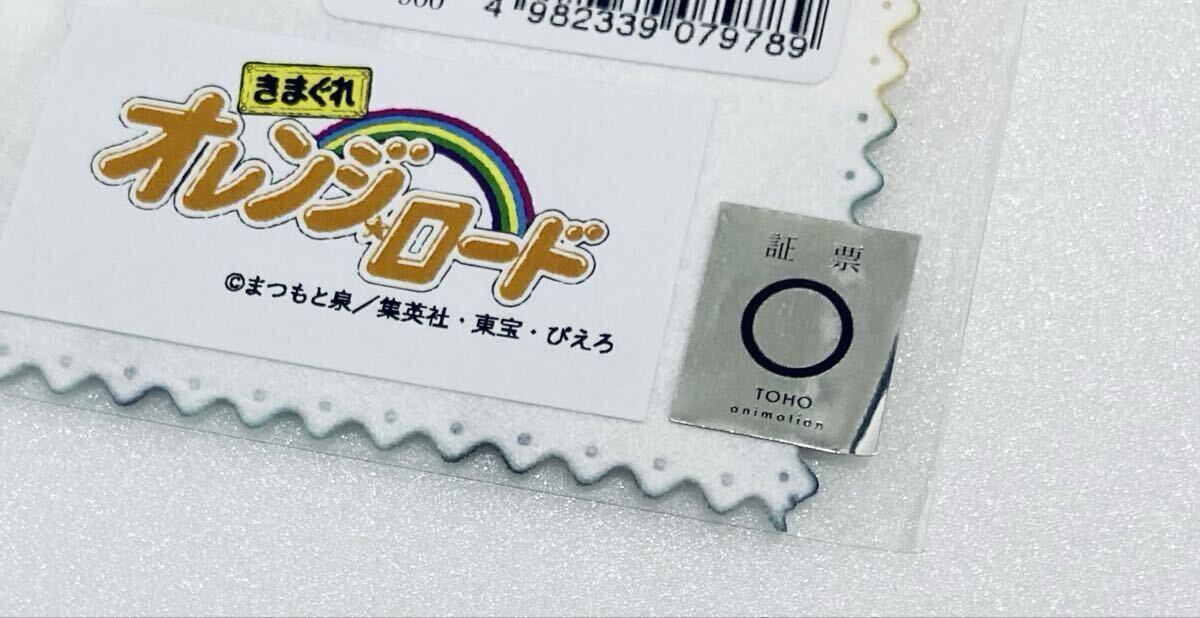 4 982339 079789
きまぐれ
オレンジ☆ロード
©まつもと泉／集英社・東宝・ぴえろ
証 票
TOHO
animation